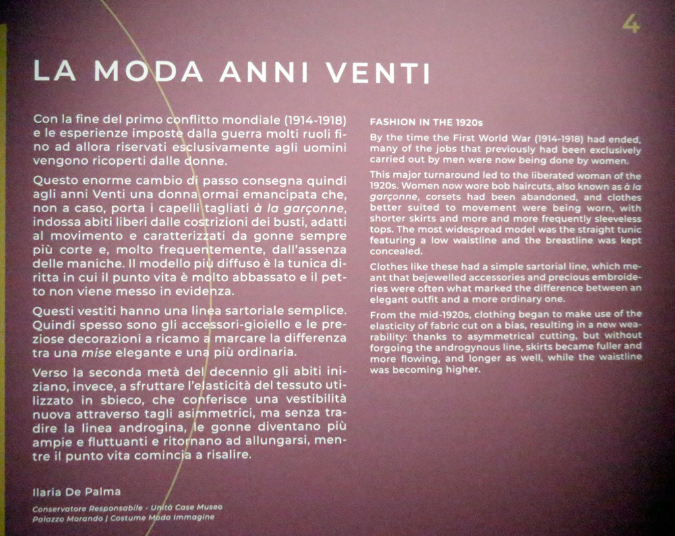 4
LA MODA ANNI VENTI
Con la fine del primo conflitto mondiale (1914-1918)
e le esperienze imposte dalla guerra molti ruoli fi-
no ad allora riservati esclusivamente agli uomini
vengono ricoperti dalle donne.
Questo enorme cambio di passo consegna quindi
agli anni Venti una donna ormai emancipata che,
non a caso, porta i capelli tagliati à la garçonne,
indossa abiti liberi dalle costrizioni dei busti, adatti
al movimento e caratterizzati da gonne sempre
più corte e, molto frequentemente, dall'assenza
delle maniche. Il modello più diffuso è la tunica di-
ritta in cui il punto vita è molto abbassato e il pet-
to non viene messo in evidenza.
Questi vestiti hanno una linea sartoriale semplice.
Quindi spesso sono gli accessori-gioiello e le pre-
ziose decorazioni a ricamo a marcare la differenza
tra una mise elegante e una più ordinaria.
Verso la seconda metà del decennio gli abiti ini-
ziano, invece, a sfruttare l'elasticità del tessuto uti-
lizzato in sbieco, che conferisce una vestibilità
nuova attraverso tagli asimmetrici, ma senza tra-
dire la linea androgina, le gonne diventano più
ampie e fluttuanti e ritornano ad allungarsi, men-
tre il punto vita comincia a risalire.
Ilaria De Palma
Conservatore Responsabile - Unità Case Museo
Palazzo Morando | Costume Moda Immagine
FASHION IN THE 1920s
By the time the First World War (1914-1918) had ended,
many of the jobs that previously had been exclusively
carried out by men were now being done by women.
This major turnaround led to the liberated woman of the
1920s. Women now wore bob haircuts, also known as à la
garçonne, corsets had been abandoned, and clothes
better suited to movement were being worn, with
shorter skirts and more and more frequently sleeveless
tops. The most widespread model was the straight tunic
featuring a low waistline and the breastline was kept
concealed.
Clothes like these had a simple sartorial line, which me-
ant that bejewelled accessories and precious embroide-
ries were often what marked the difference between an
elegant outfit and a more ordinary one.
From the mid-1920s, clothing began to make use of the
elasticity of fabric cut on a bias, resulting in a new wea-
rability: thanks to asymmetrical cutting, but without
forgoing the androgynous line, skirts became fuller and
more flowing, and longer as well, while the waistline
was becoming higher.